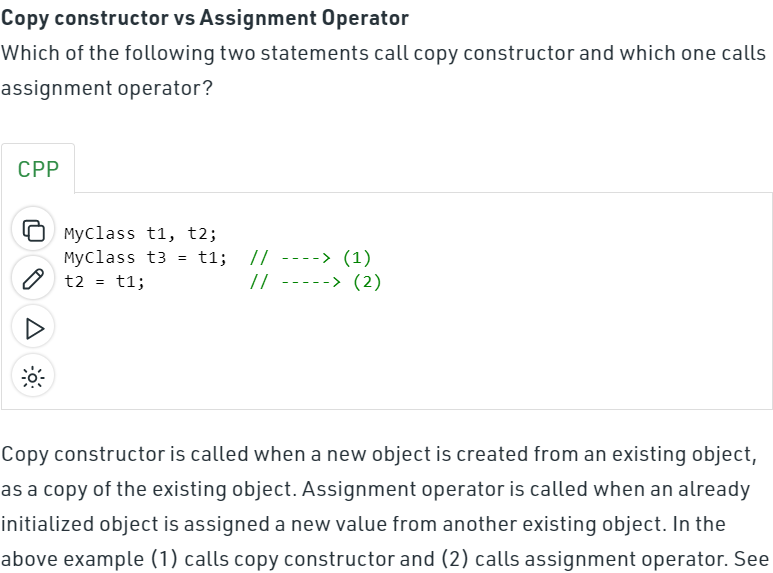 Copy constructor vs Assignment Operator
Which of the following two statements call copy constructor and which one calls
assignment operator?
CPP
MyClass t1, t2;
MyClass t3 = t1;  // ----> (1)
t2 = t1;          // -----> (2)
Copy constructor is called when a new object is created from an existing object,
as a copy of the existing object. Assignment operator is called when an already
initialized object is assigned a new value from another existing object. In the
above example (1) calls copy constructor and (2) calls assignment operator. See